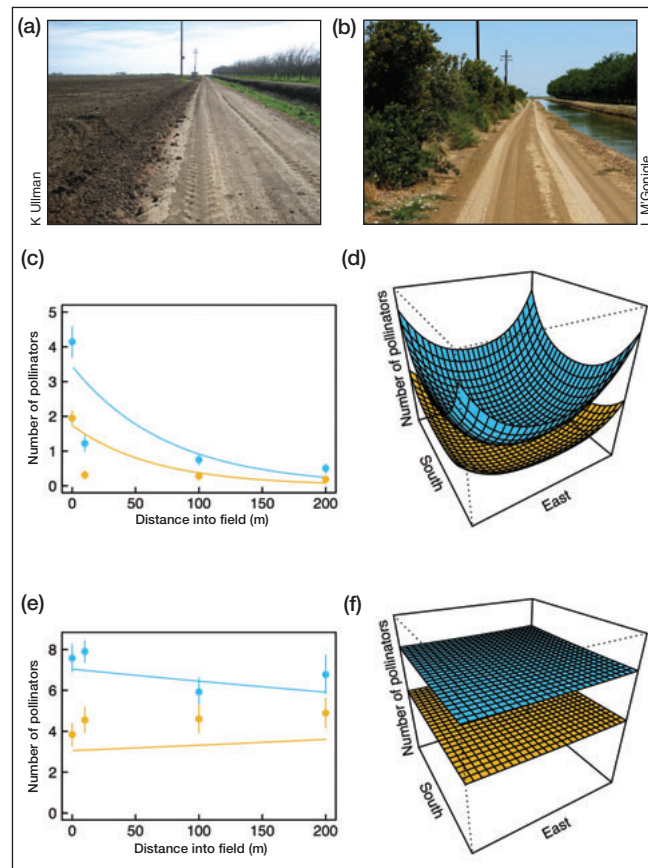 (a)
(b)
K Ullman
L M'Gonigle
(c)
(d)
Number of pollinators
5
4
3
2
1
0
0 50 100 150 200
Distance into field (m)
Number of pollinators
South
East
(e)
(f)
Number of pollinators
8
6
4
2
0
0 50 100 150 200
Distance into field (m)
Number of pollinators
South
East